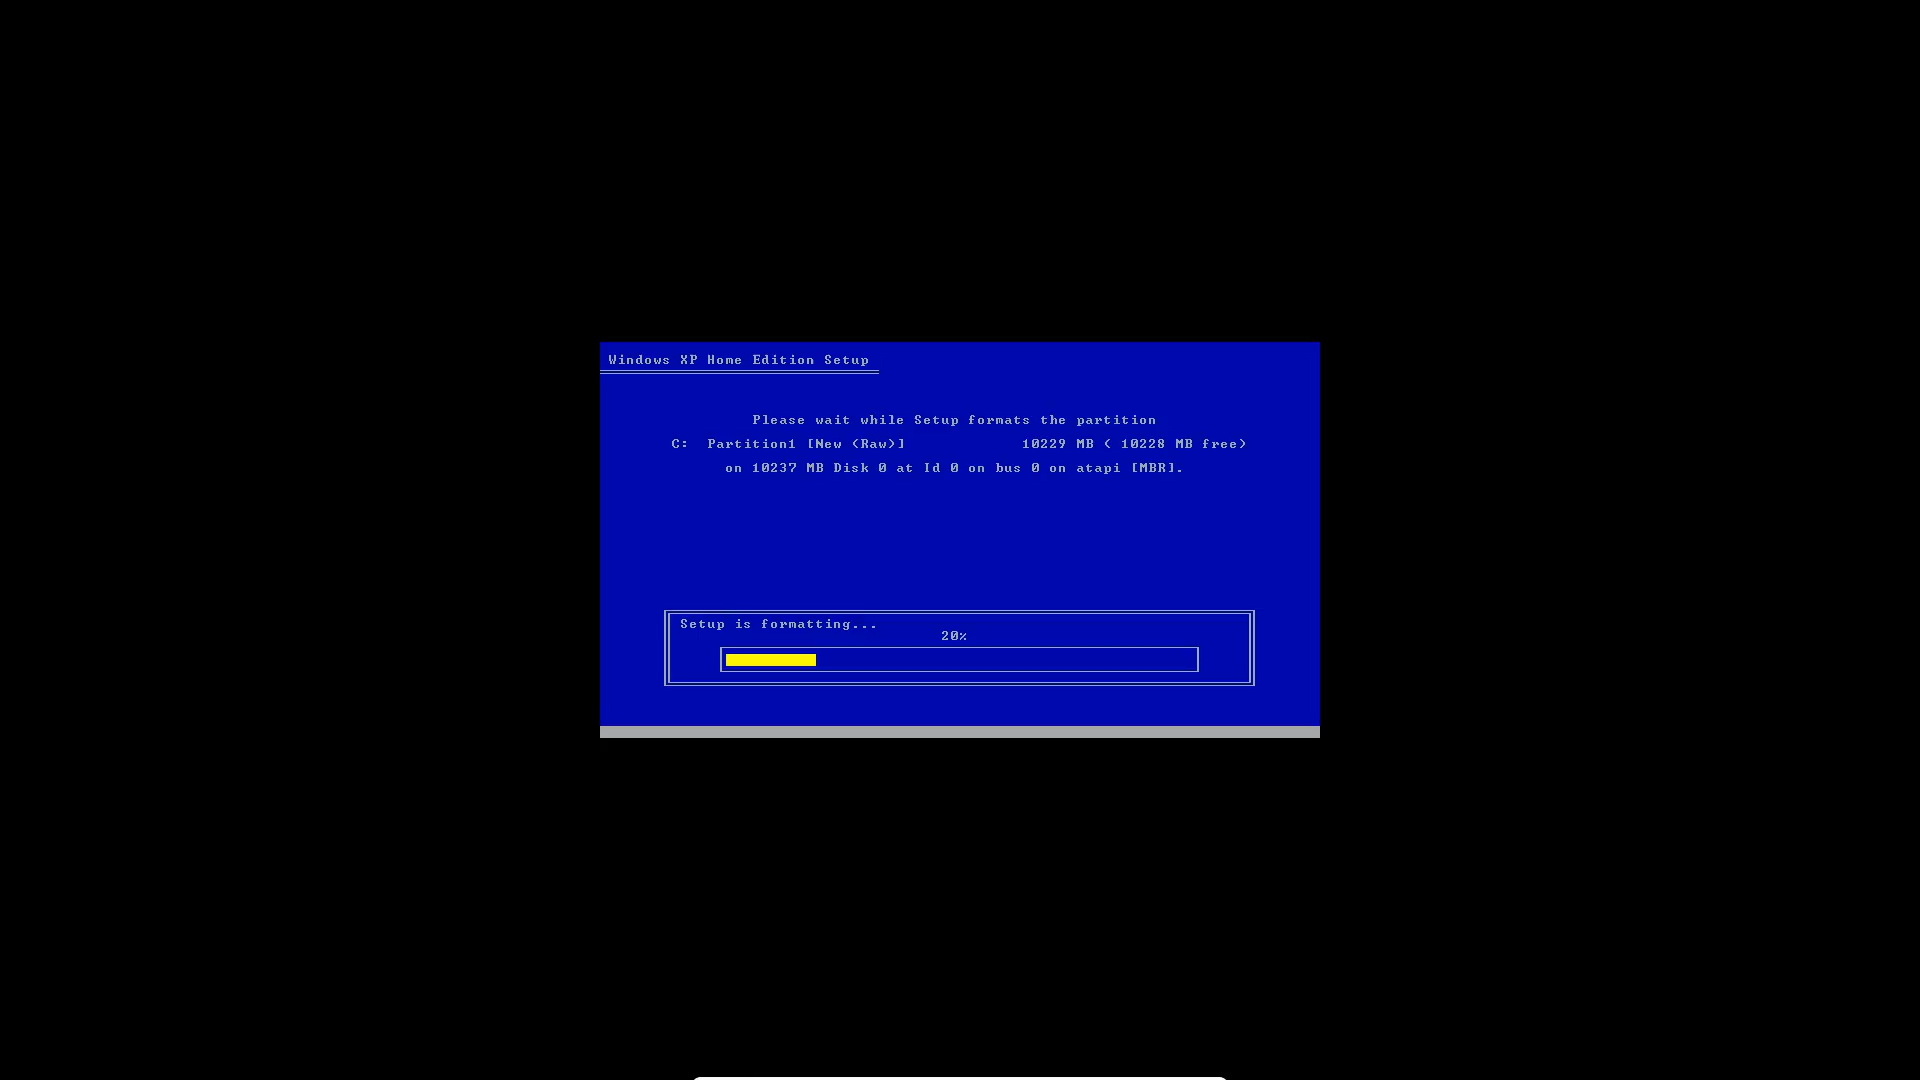 Windows XP Home Edition Setup
Please wait while Setup formats the partition
C:  Partition1 [New (Raw)]             10229 MB ( 10228 MB free)
on 10237 MB Disk 0 at Id 0 on bus 0 on atapi [MBR].
Setup is formatting...
20%